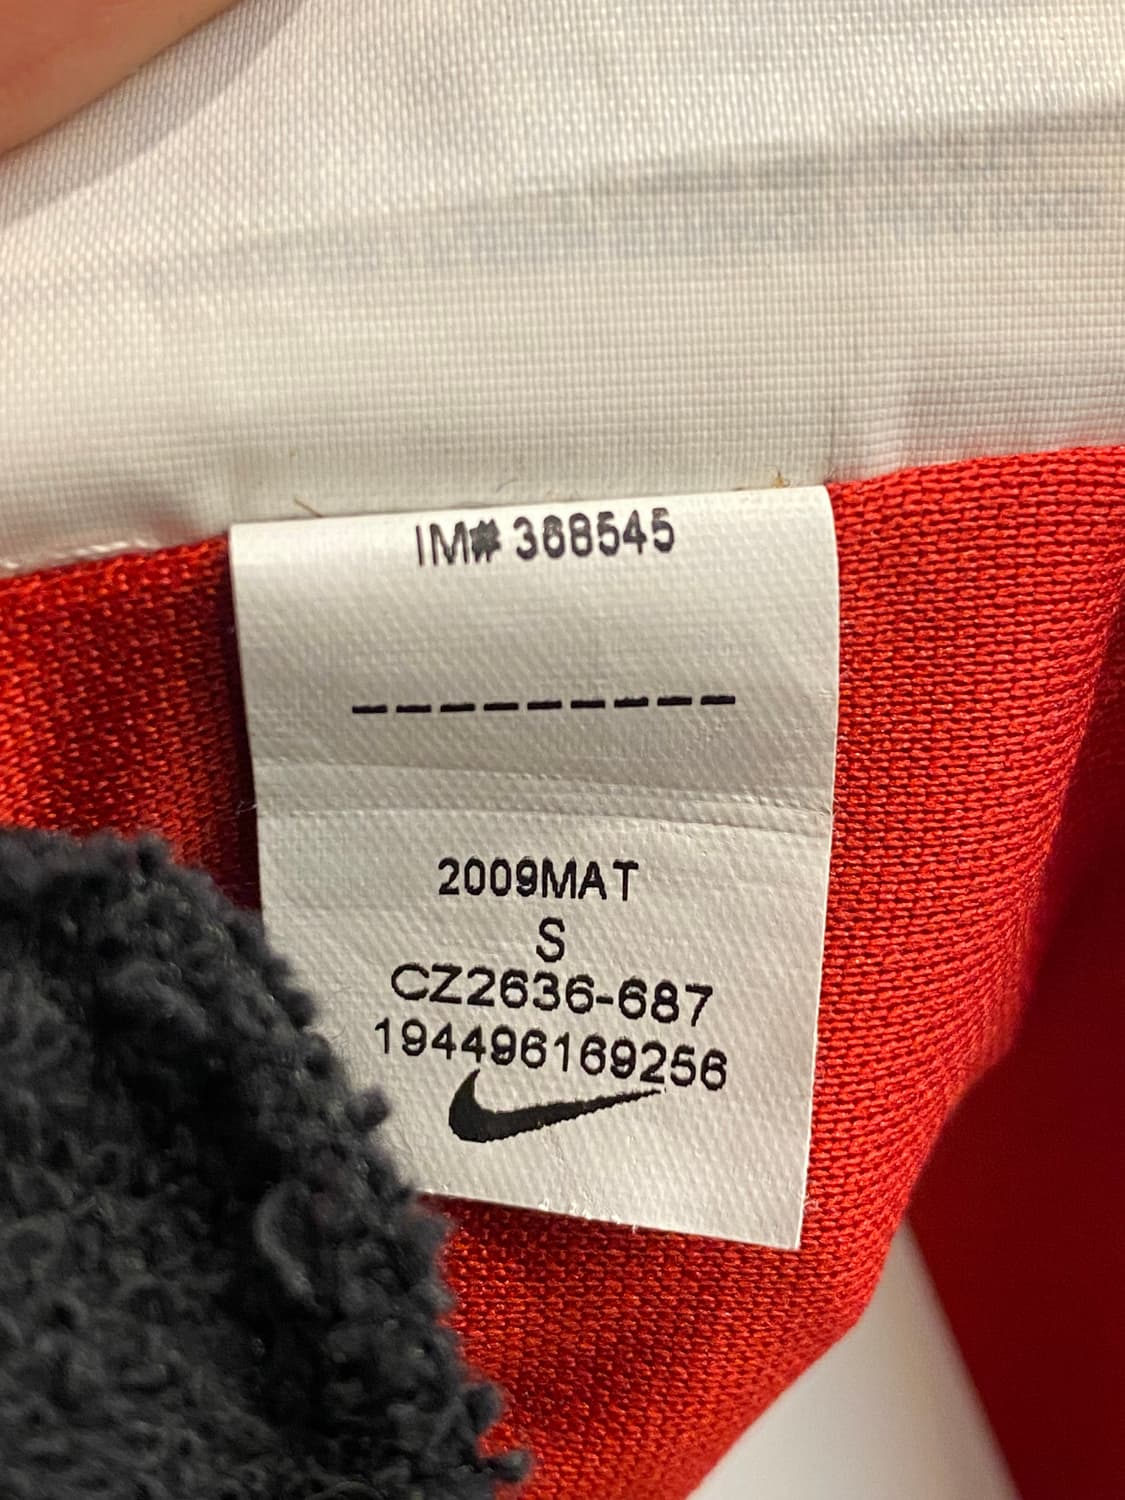 IM# 368545
---------
2009MAT
S
CZ2636-687
194496169256